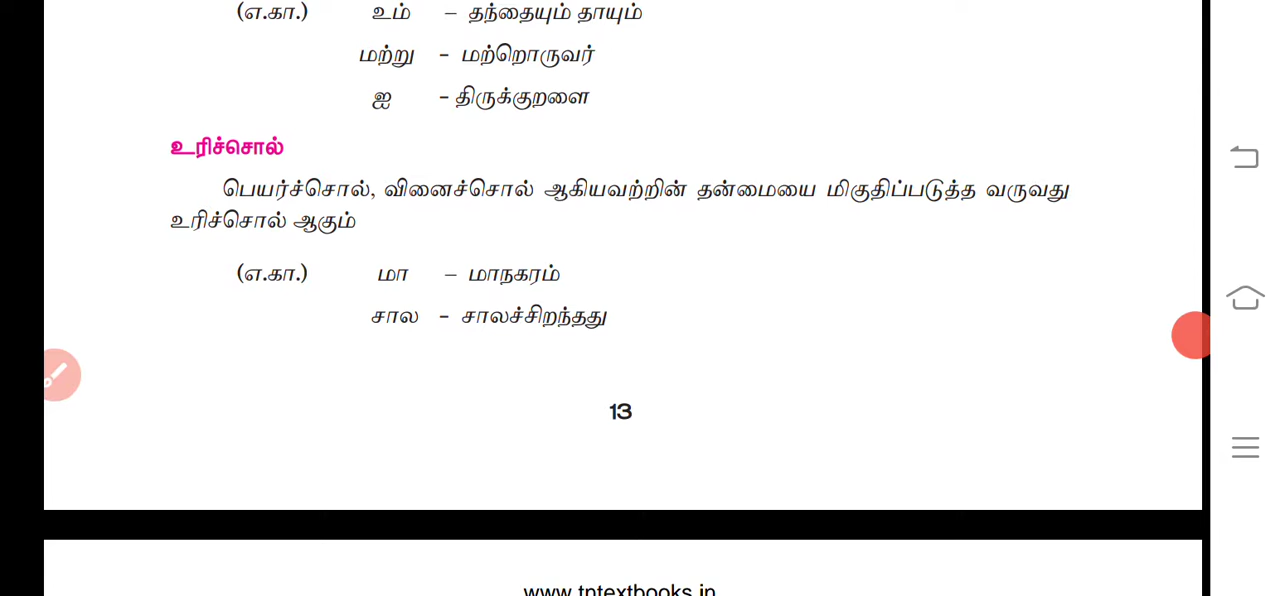 (எ.கா.) உம் – தந்தையும் தாயும்
மற்று - மற்றொருவர்
ஐ - திருக்குறளை
உரிச்சொல்
பெயர்ச்சொல், வினைச்சொல் ஆகியவற்றின் தன்மையை மிகுதிப்படுத்த வருவது
உரிச்சொல் ஆகும்
(எ.கா.) மா – மாநகரம்
சால - சாலச்சிறந்தது
13
www.tntextbooks.in